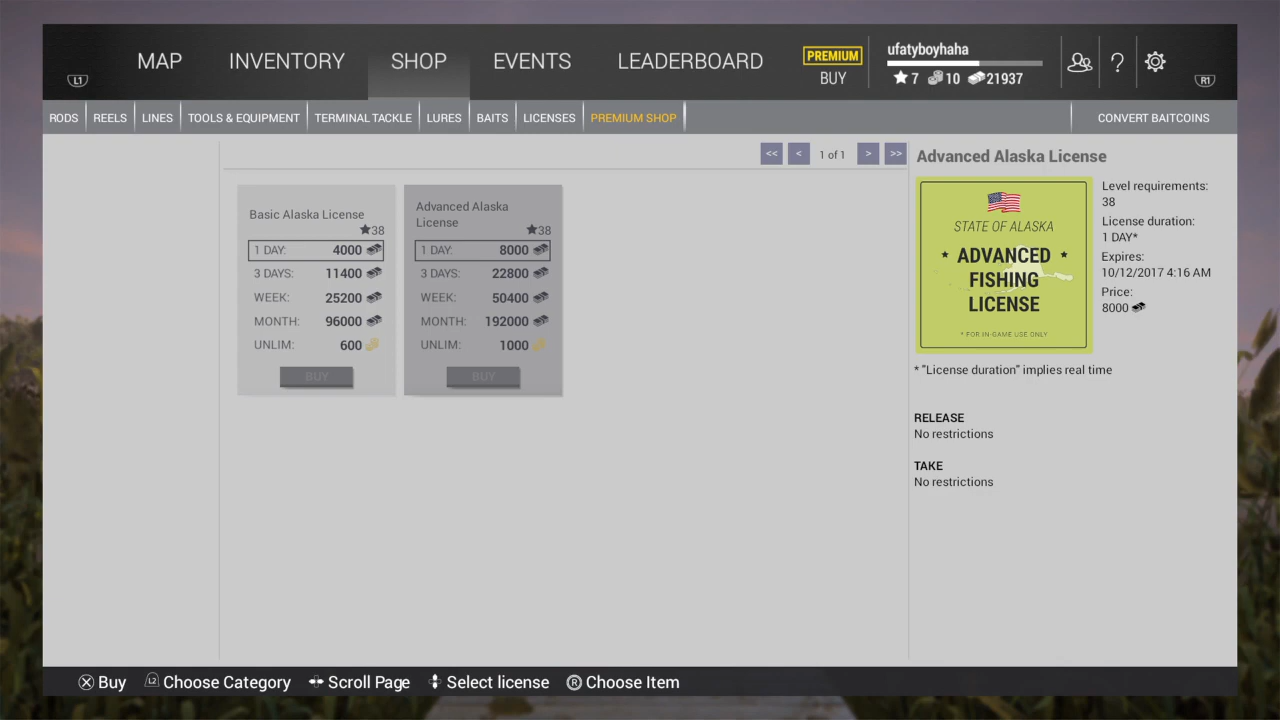 MAP INVENTORY SHOP EVENTS LEADERBOARD
PREMIUM
BUY
ufatyboyhaha
7 10 21937
?
L1
R1
RODS REELS LINES TOOLS & EQUIPMENT TERMINAL TACKLE LURES BAITS LICENSES PREMIUM SHOP CONVERT BAITCOINS
<< < 1 of 1 > >>
Basic Alaska License
38
1 DAY: 4000
3 DAYS: 11400
WEEK: 25200
MONTH: 96000
UNLIM: 600
BUY
Advanced Alaska
License
38
1 DAY: 8000
3 DAYS: 22800
WEEK: 50400
MONTH: 192000
UNLIM: 1000
BUY
Advanced Alaska License
STATE OF ALASKA
ADVANCED
FISHING
LICENSE
* FOR IN-GAME USE ONLY
Level requirements:
38
License duration:
1 DAY*
Expires:
10/12/2017 4:16 AM
Price:
8000
* "License duration" implies real time
RELEASE
No restrictions
TAKE
No restrictions
Buy L2 Choose Category Scroll Page Select license R Choose Item